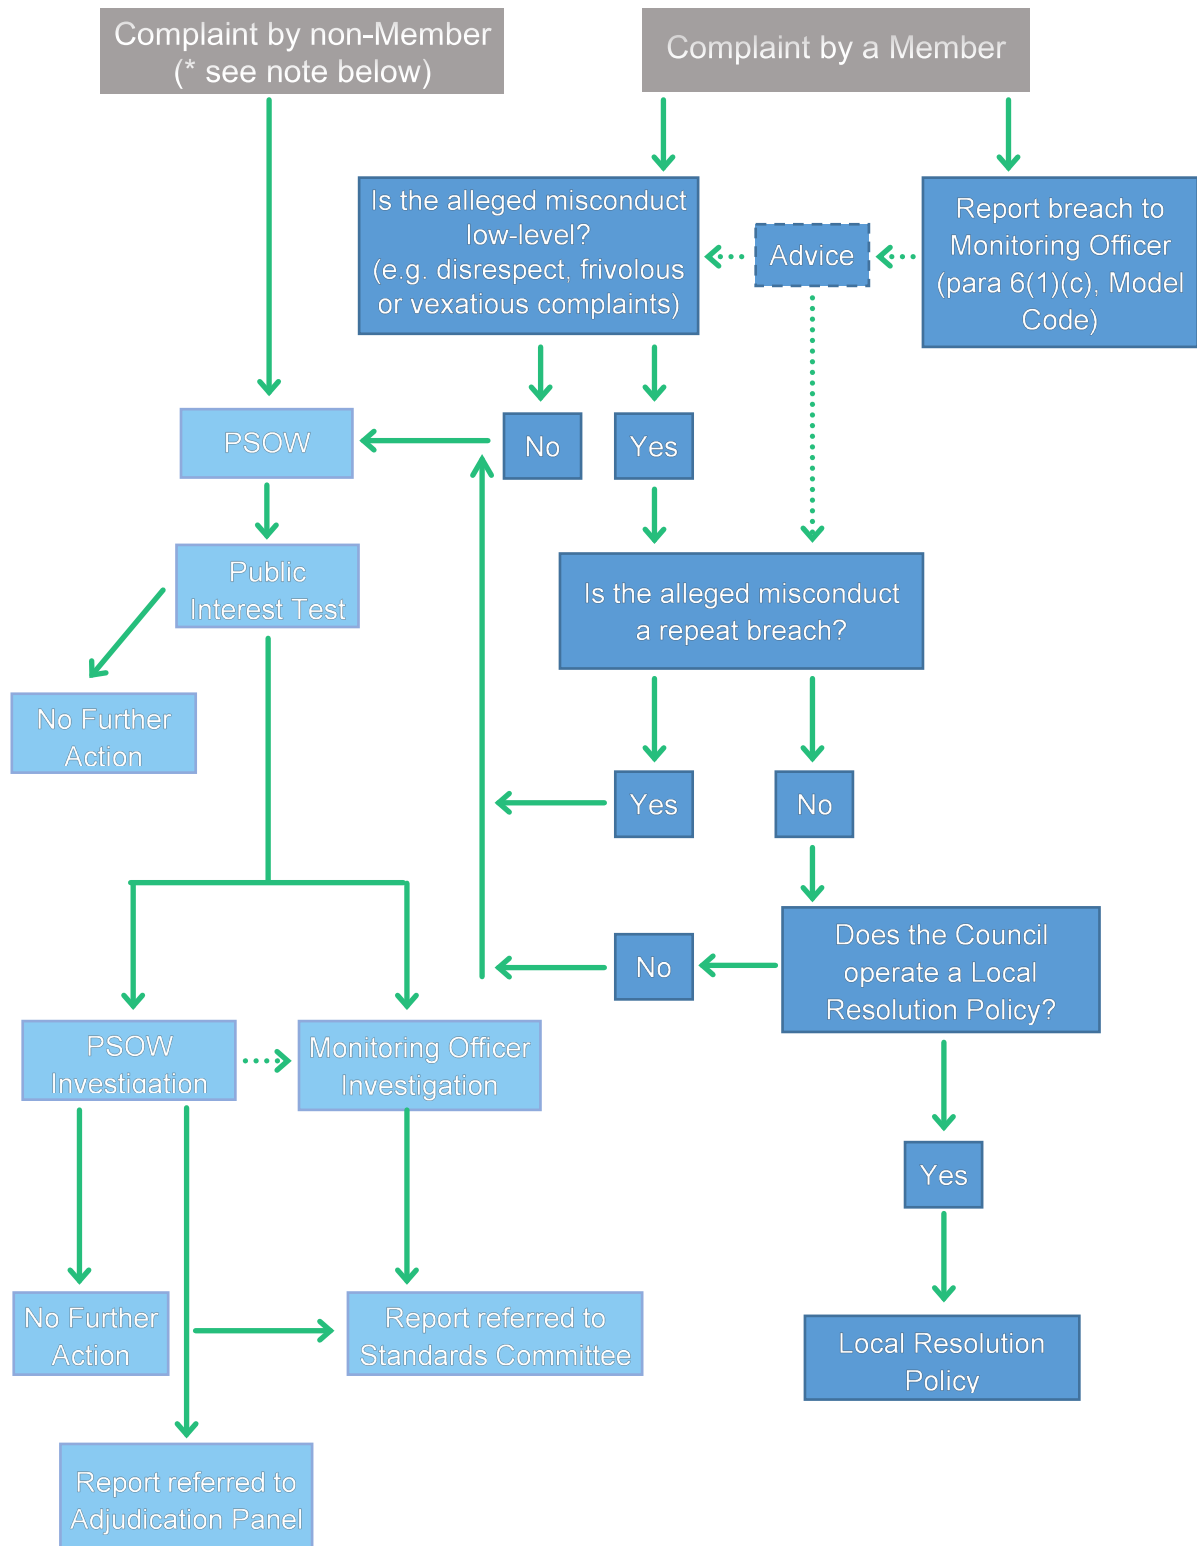 Complaint by non-Member
(* see note below)
Complaint by a Member
Is the alleged misconduct
low-level?
(e.g. disrespect, frivolous
or vexatious complaints)
Advice
Report breach to
Monitoring Officer
(para 6(1)(c), Model
Code)
PSOW
No
Yes
Public
Interest Test
Is the alleged misconduct
a repeat breach?
No Further
Action
Yes
No
Does the Council
operate a Local
Resolution Policy?
No
PSOW
Investigation
Monitoring Officer
Investigation
Yes
No Further
Action
Report referred to
Standards Committee
Local Resolution
Policy
Report referred to
Adjudication Panel